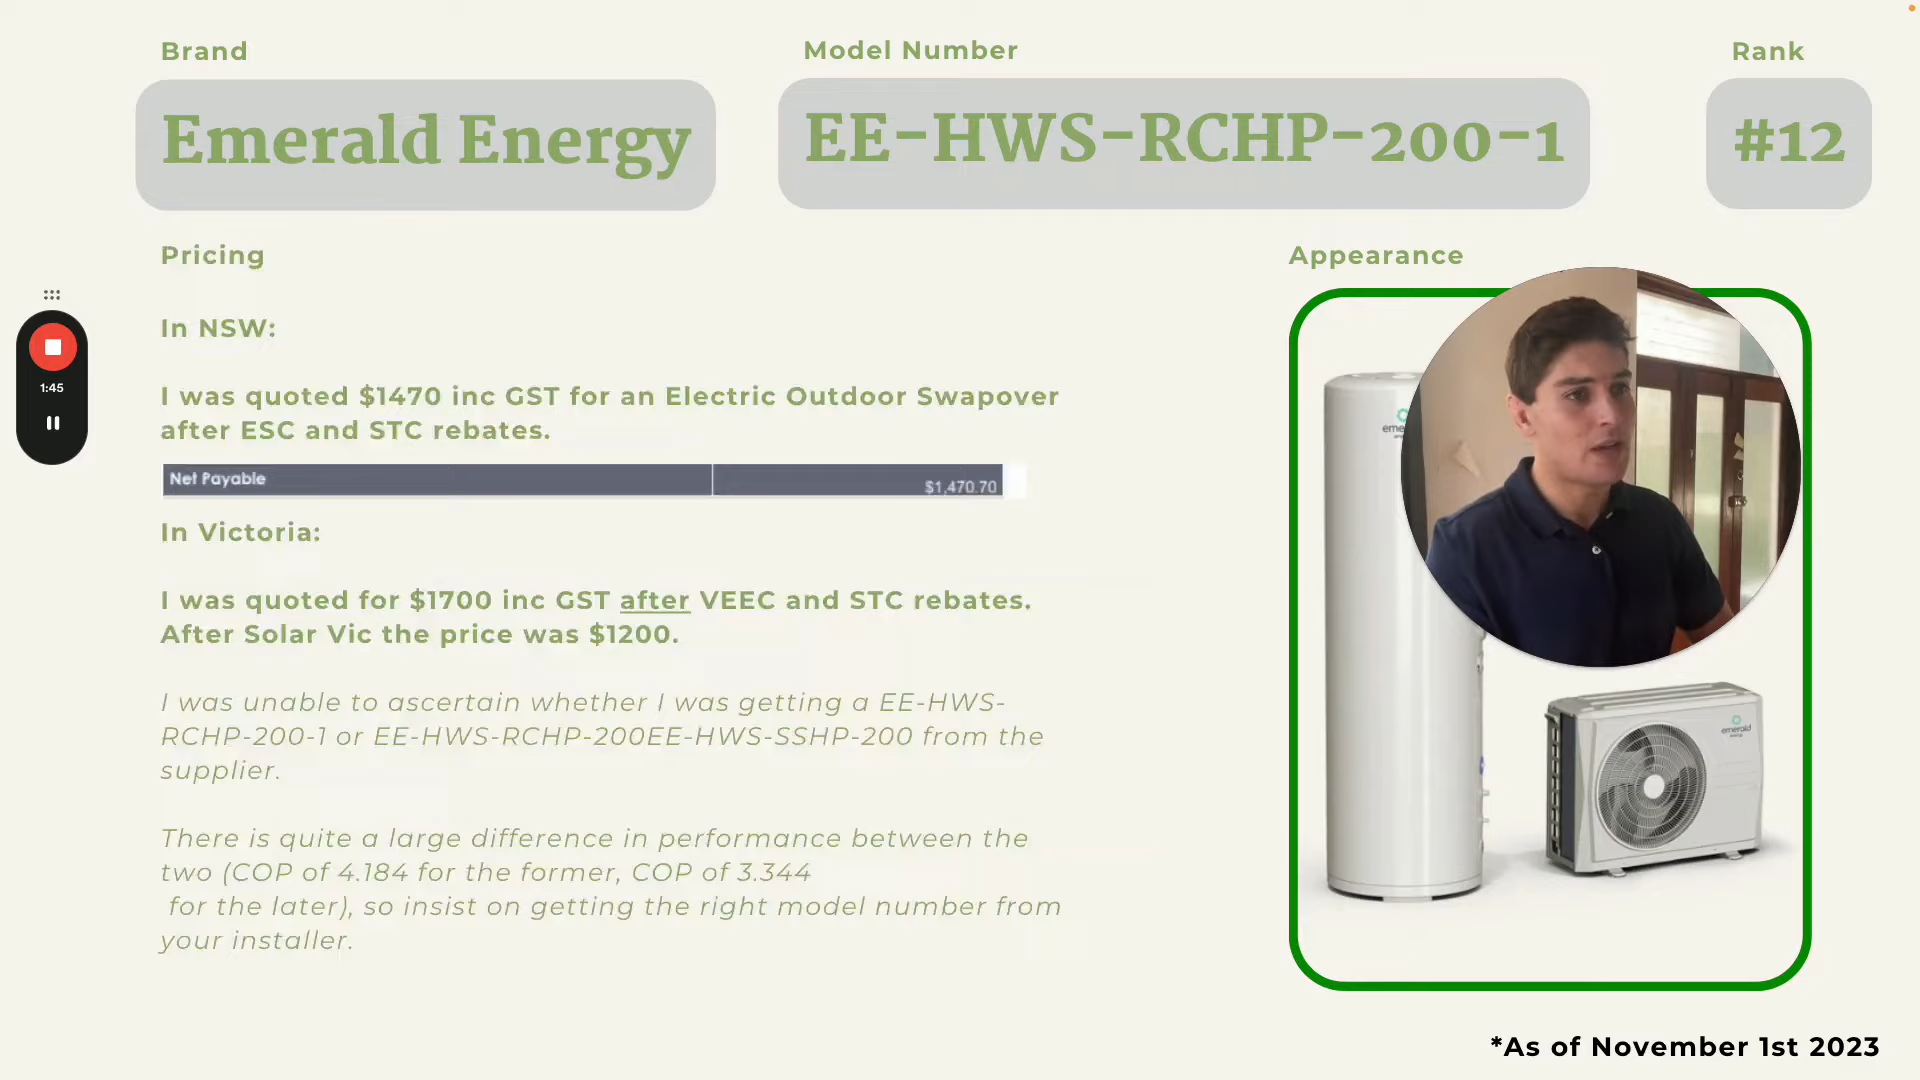 Brand
Model Number
Rank
Emerald Energy
EE-HWS-RCHP-200-1
#12
Pricing
Appearance
In NSW:
1:45
I was quoted $1470 inc GST for an Electric Outdoor Swapover
after ESC and STC rebates.
Net Payable
$1,470.70
In Victoria:
I was quoted for $1700 inc GST after VEEC and STC rebates.
After Solar Vic the price was $1200.
I was unable to ascertain whether I was getting a EE-HWS-
RCHP-200-1 or EE-HWS-RCHP-200EE-HWS-SSHP-200 from the
supplier.
There is quite a large difference in performance between the
two (COP of 4.184 for the former, COP of 3.344
for the later), so insist on getting the right model number from
your installer.
emerald
*As of November 1st 2023